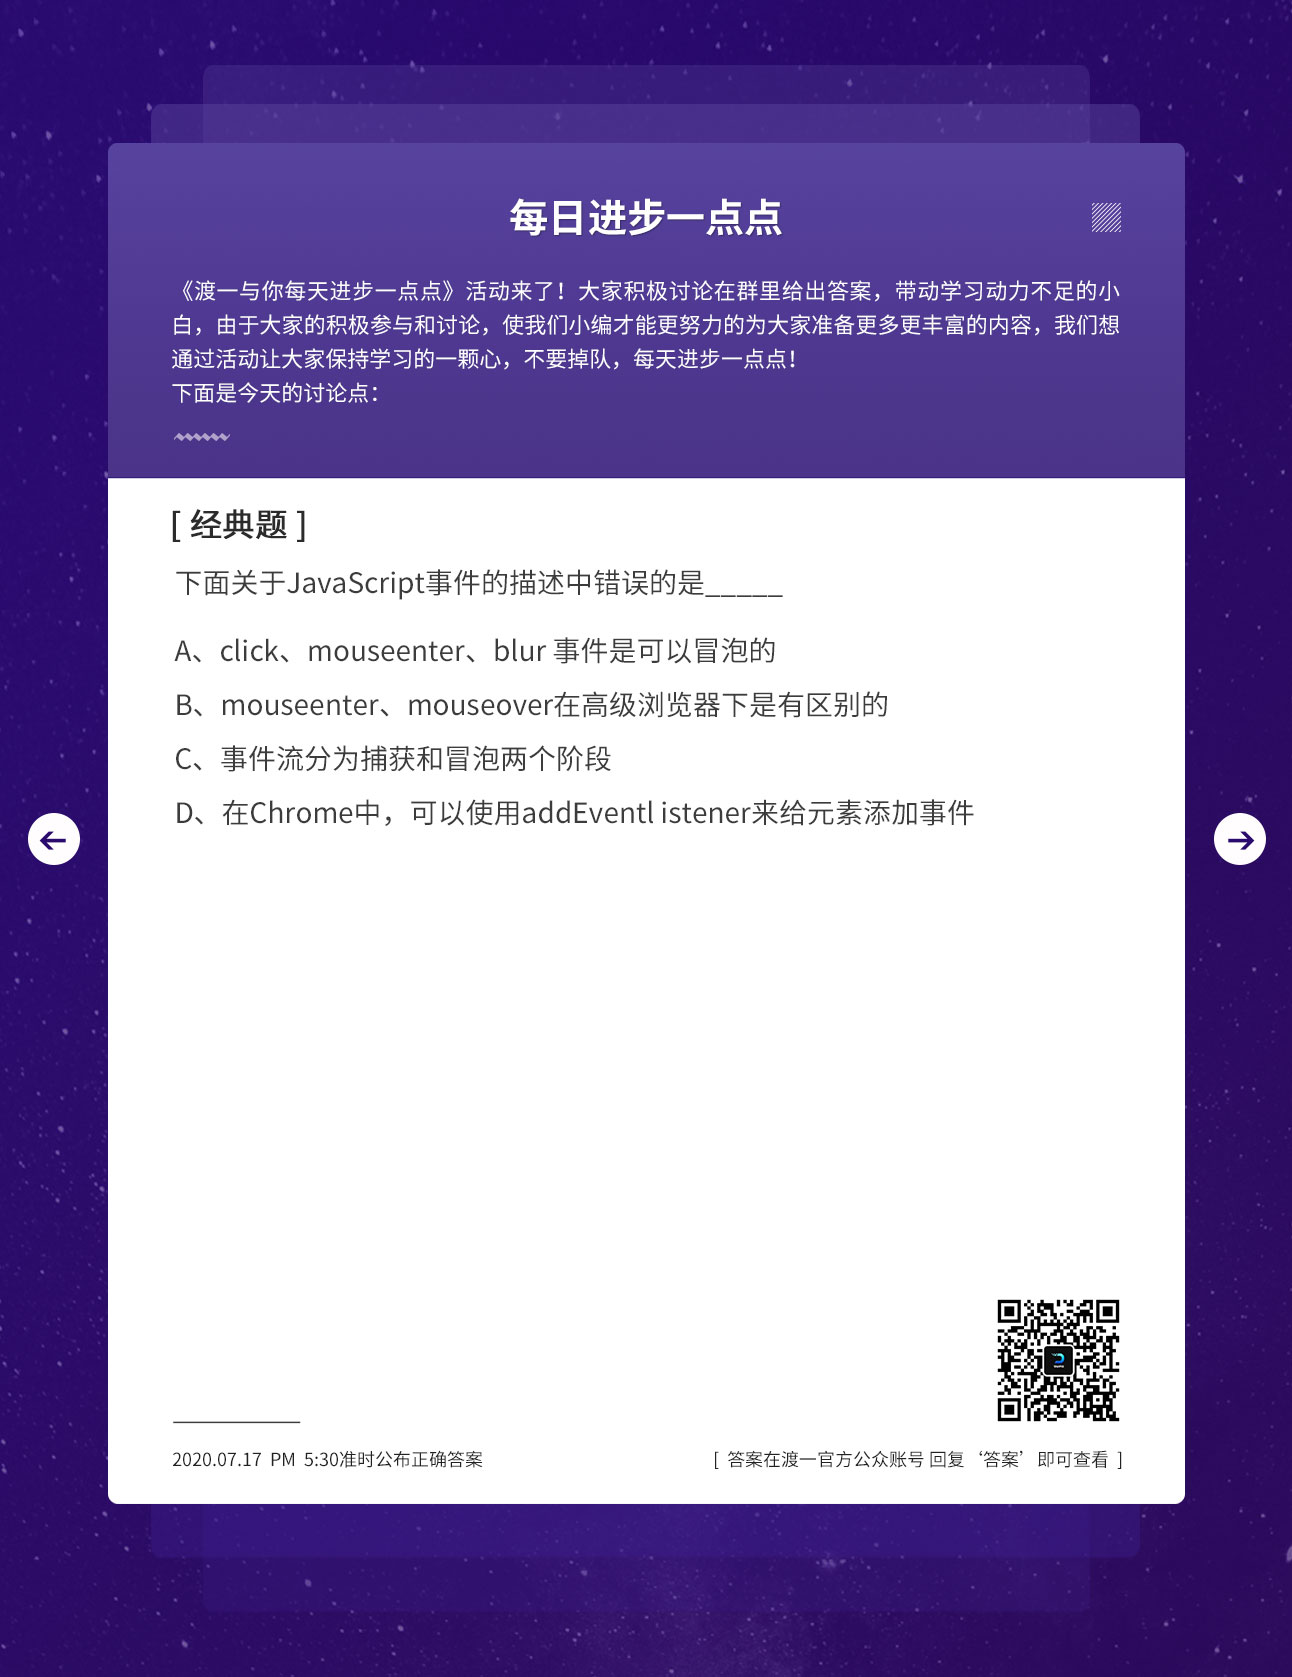 每日进步一点点
《渡一与你每天进步一点点》活动来了！大家积极讨论在群里给出答案，带动学习动力不足的小
白，由于大家的积极参与和讨论，使我们小编才能更努力的为大家准备更多更丰富的内容，我们想
通过活动让大家保持学习的一颗心，不要掉队，每天进步一点点！
下面是今天的讨论点：
[ 经典题 ]
下面关于JavaScript事件的描述中错误的是_____
A、click、mouseenter、blur 事件是可以冒泡的
B、mouseenter、mouseover在高级浏览器下是有区别的
C、事件流分为捕获和冒泡两个阶段
D、在Chrome中，可以使用addEventl istener来给元素添加事件
2020.07.17 PM 5:30准时公布正确答案
[ 答案在渡一官方公众账号 回复‘答案’即可查看 ]